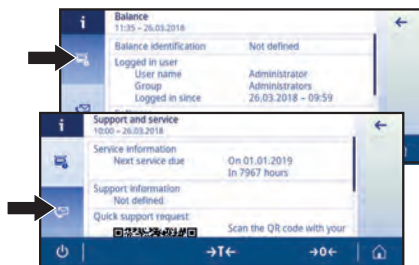 i
Balance
11:35 – 26.03.2018
Balance identification Not defined
Logged in user
User name Administrator
Group Administrators
Logged in since 26.03.2018 – 09:59
i
Support and service
10:00 – 26.03.2018
Service information
Next service due On 01.01.2019
In 7967 hours
Support information
Not defined
Quick support request
Scan the QR code with your
→T← →0←